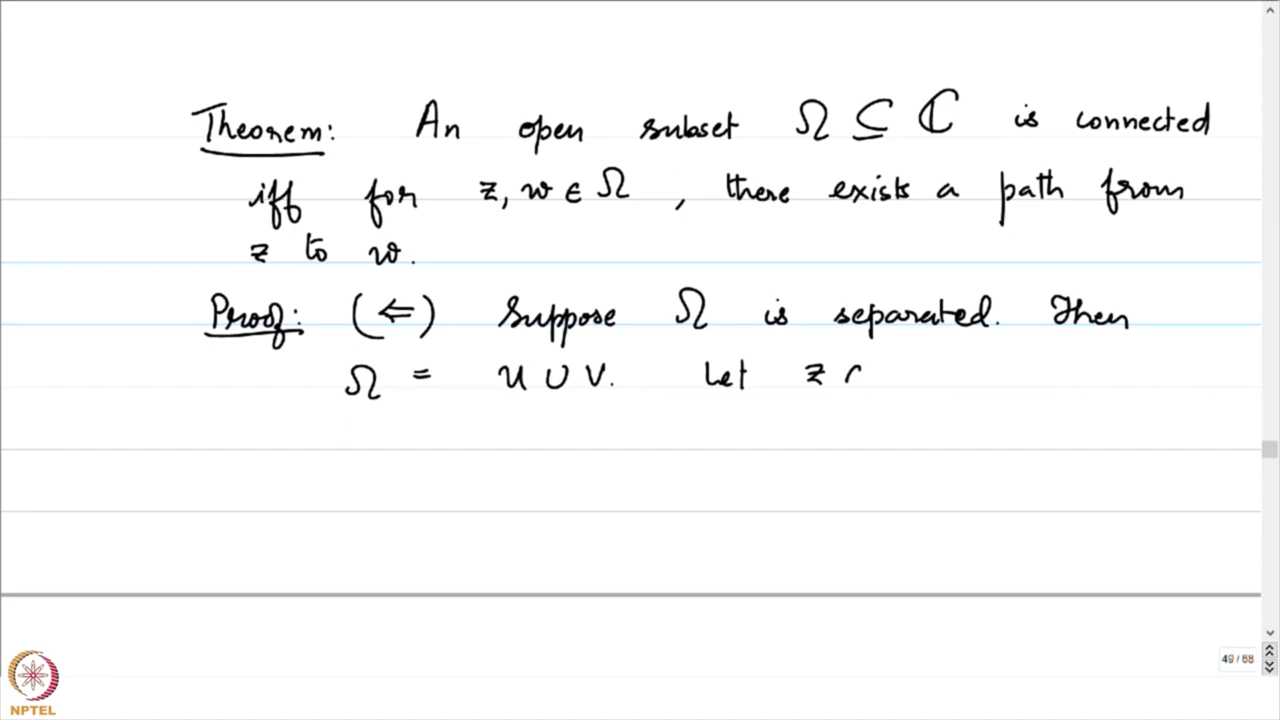 Theorem: An open subset Ω ⊆ ℂ is connected
iff for z, w ∈ Ω, there exists a path from
z to w.
Proof: (⇐) Suppose Ω is separated. Then
Ω = U ∪ V. Let z
49 / 68
NPTEL